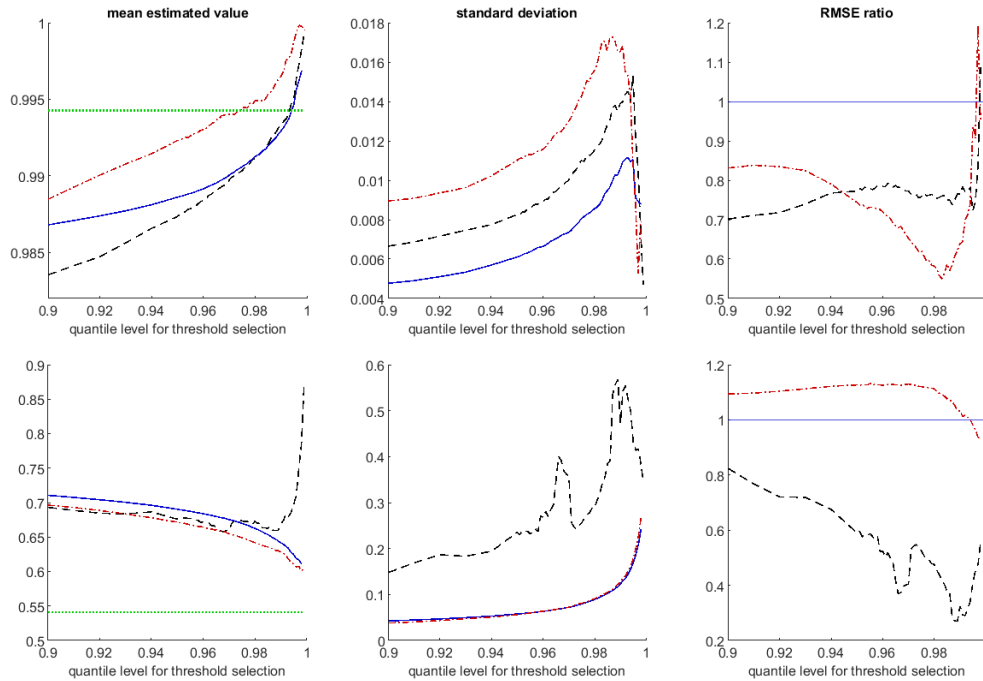 mean estimated value
1
0.995
0.99
0.985
0.9 0.92 0.94 0.96 0.98 1
quantile level for threshold selection
standard deviation
0.018
0.016
0.014
0.012
0.01
0.008
0.006
0.004
0.9 0.92 0.94 0.96 0.98 1
quantile level for threshold selection
RMSE ratio
1.2
1.1
1
0.9
0.8
0.7
0.6
0.5
0.9 0.92 0.94 0.96 0.98
quantile level for threshold selection
0.9
0.85
0.8
0.75
0.7
0.65
0.6
0.55
0.5
0.9 0.92 0.94 0.96 0.98 1
quantile level for threshold selection
0.6
0.5
0.4
0.3
0.2
0.1
0
0.9 0.92 0.94 0.96 0.98 1
quantile level for threshold selection
1.2
1
0.8
0.6
0.4
0.2
0.9 0.92 0.94 0.96 0.98
quantile level for threshold selection